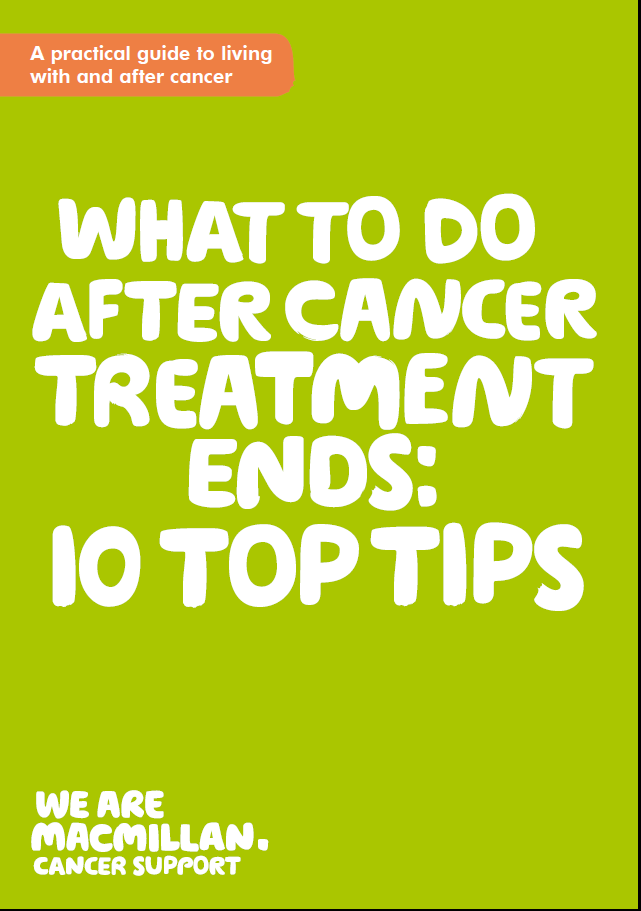 A practical guide to living
with and after cancer
WHAT TO DO
AFTER CANCER
TREATMENT
ENDS:
10 TOP TIPS
WE ARE
MACMILLAN.
CANCER SUPPORT